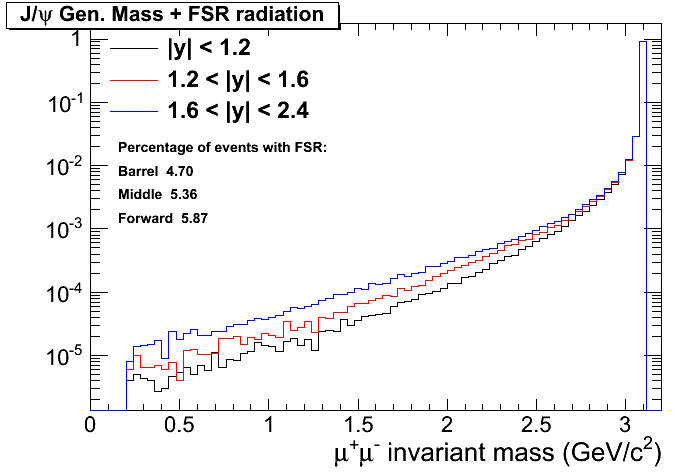 J/ψ Gen. Mass + FSR radiation
|y| < 1.2
1.2 < |y| < 1.6
1.6 < |y| < 2.4
Percentage of events with FSR:
Barrel 4.70
Middle 5.36
Forward 5.87
1
10⁻¹
10⁻²
10⁻³
10⁻⁴
10⁻⁵
0 0.5 1 1.5 2 2.5 3
μ⁺μ⁻ invariant mass (GeV/c²)